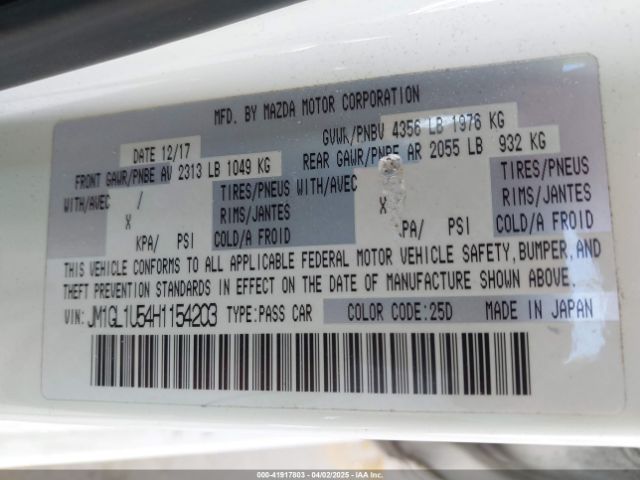 MFD. BY MAZDA MOTOR CORPORATION
DATE 12/17 GVWR/PNBV 4356 LB 1976 KG
FRONT GAWR/PNBE AV 2313 LB 1049 KG REAR GAWR/PNBE AR 2055 LB 932 KG
WITH/AVEC / TIRES/PNEUS WITH/AVEC TIRES/PNEUS
X RIMS/JANTES X RIMS/JANTES
KPA/ PSI COLD/A FROID KPA/ PSI COLD/A FROID
THIS VEHICLE CONFORMS TO ALL APPLICABLE FEDERAL MOTOR VEHICLE SAFETY, BUMPER, AND
THEFT PREVENTION STANDARDS IN EFFECT ON THE DATE OF MANUFACTURE SHOWN ABOVE.
VIN: JM1GL1U54H1154203 TYPE: PASS CAR COLOR CODE: 25D MADE IN JAPAN
000-41917803 04/02/2025